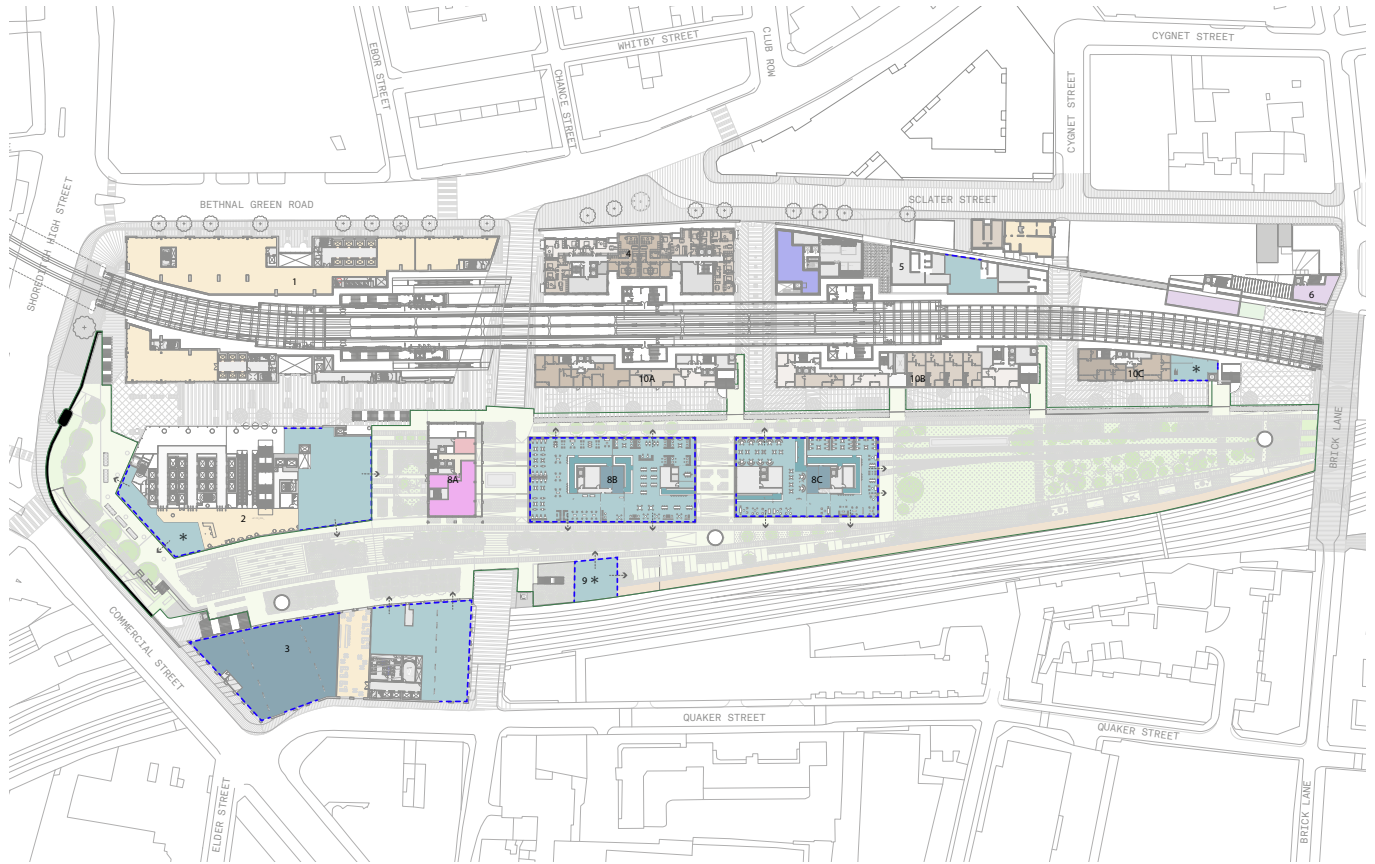 CYGNET STREET
WHITBY STREET
CLUB ROW
EBOR STREET
CHANCE STREET
CYGNET STREET
BETHNAL GREEN ROAD
SCLATER STREET
SHOREDITCH HIGH STREET
4
5
1
6
10A
10B
10C
*
BRICK LANE
8A
8B
8C
2
*
9 *
3
COMMERCIAL STREET
QUAKER STREET
QUAKER STREET
ELDER STREET
BRICK LANE